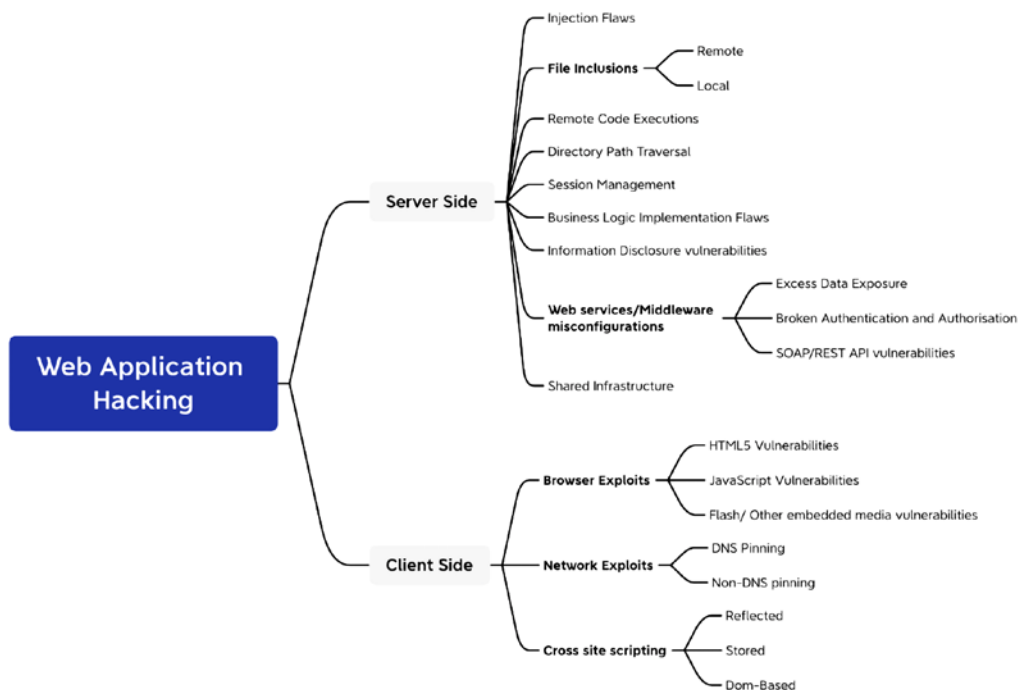 Web Application
Hacking
Server Side
Injection Flaws
File Inclusions
Remote
Local
Remote Code Executions
Directory Path Traversal
Session Management
Business Logic Implementation Flaws
Information Disclosure vulnerabilities
Web services/Middleware
misconfigurations
Excess Data Exposure
Broken Authentication and Authorisation
SOAP/REST API vulnerabilities
Shared Infrastructure
Client Side
Browser Exploits
HTML5 Vulnerabilities
JavaScript Vulnerabilities
Flash/ Other embedded media vulnerabilities
Network Exploits
DNS Pinning
Non-DNS pinning
Cross site scripting
Reflected
Stored
Dom-Based